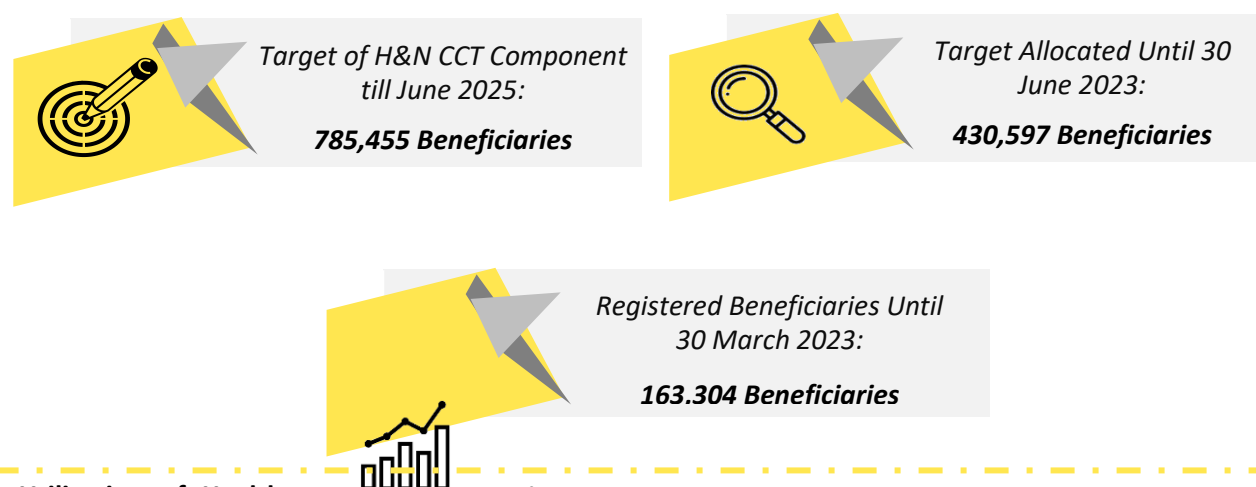 Target of H&N CCT Component
till June 2025:
785,455 Beneficiaries
Target Allocated Until 30
June 2023:
430,597 Beneficiaries
Registered Beneficiaries Until
30 March 2023:
163.304 Beneficiaries